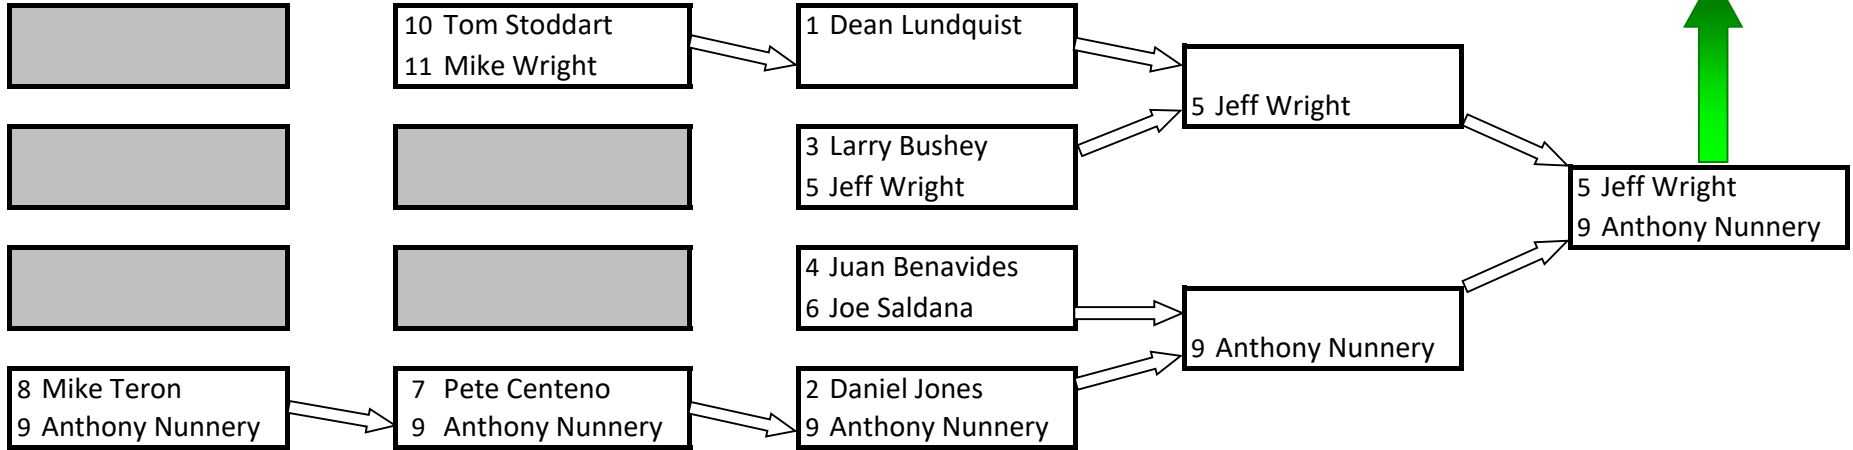 10 Tom Stoddart
11 Mike Wright
1 Dean Lundquist
5 Jeff Wright
3 Larry Bushey
5 Jeff Wright
5 Jeff Wright
9 Anthony Nunnery
4 Juan Benavides
6 Joe Saldana
9 Anthony Nunnery
8 Mike Teron
9 Anthony Nunnery
7 Pete Centeno
9 Anthony Nunnery
2 Daniel Jones
9 Anthony Nunnery